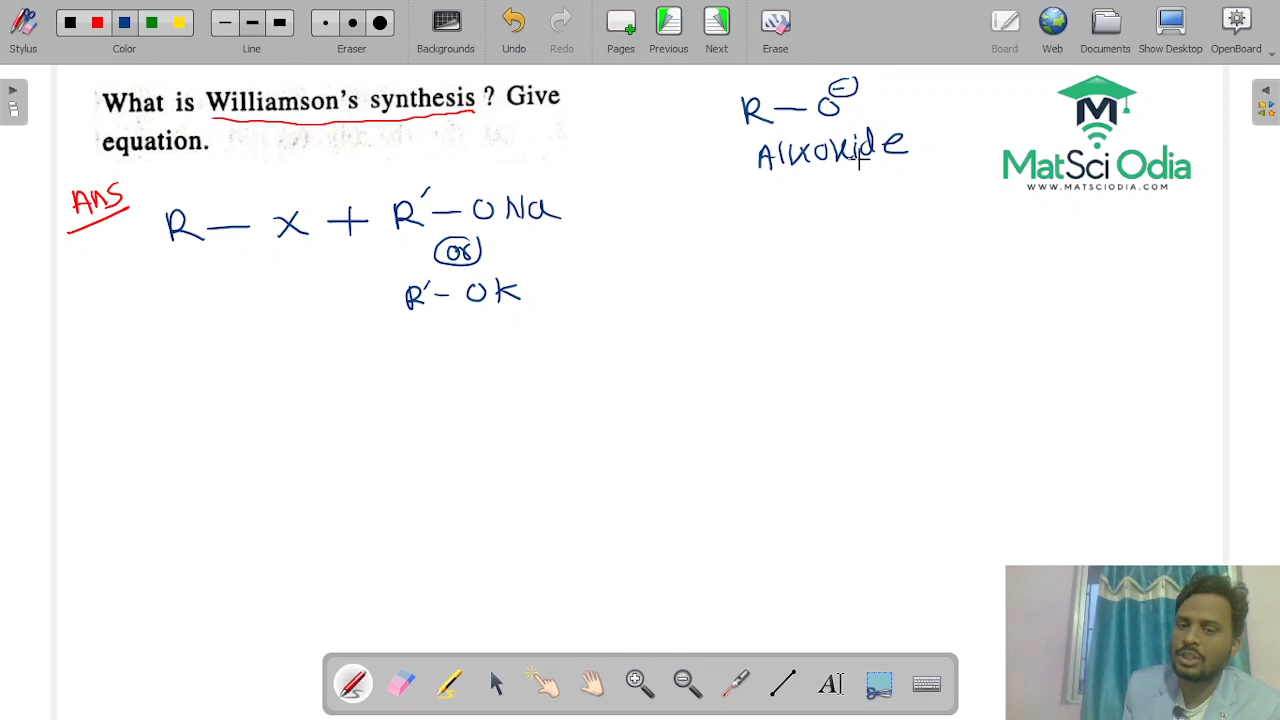 Stylus
Color
Line
Eraser
Backgrounds
Undo
Redo
Pages
Previous
Next
Erase
Board
Web
Documents
Show Desktop
OpenBoard
What is Williamson's synthesis ? Give
equation.
R — O⊖
Alkoxide
M
MatSci Odia
WWW.MATSCIODIA.COM
Ans
R — X + R′ — ONa
or
R′ — OK